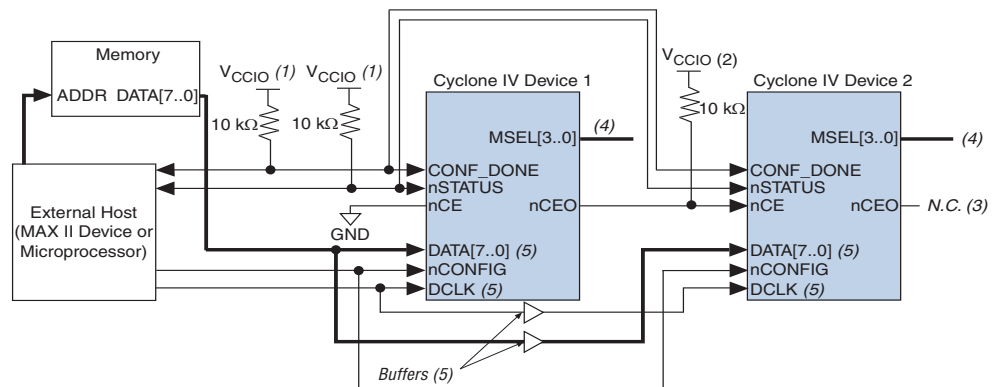 Memory
ADDR DATA[7..0]
VCCIO (1)
VCCIO (1)
10 kΩ
10 kΩ
Cyclone IV Device 1
MSEL[3..0]
(4)
CONF_DONE
nSTATUS
nCE
nCEO
GND
DATA[7..0] (5)
nCONFIG
DCLK (5)
VCCIO (2)
10 kΩ
Cyclone IV Device 2
MSEL[3..0]
(4)
CONF_DONE
nSTATUS
nCE
nCEO
N.C. (3)
DATA[7..0] (5)
nCONFIG
DCLK (5)
External Host
(MAX II Device or
Microprocessor)
Buffers (5)